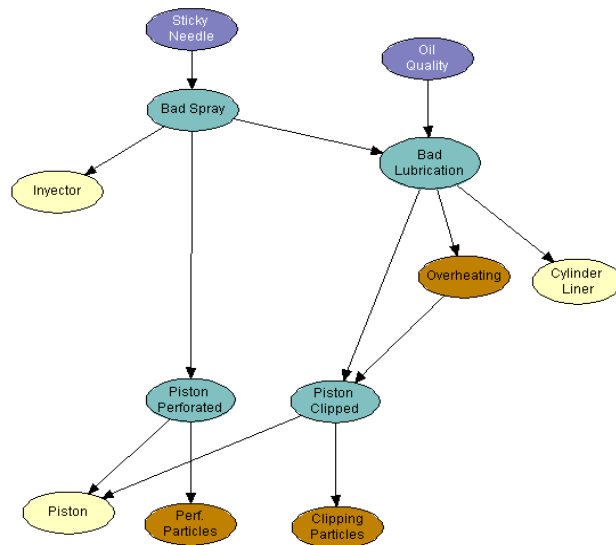 Sticky
Needle
Oil
Quality
Bad Spray
Bad
Lubrication
Inyector
Overheating
Cylinder
Liner
Piston
Perforated
Piston
Clipped
Piston
Perf.
Particles
Clipping
Particles